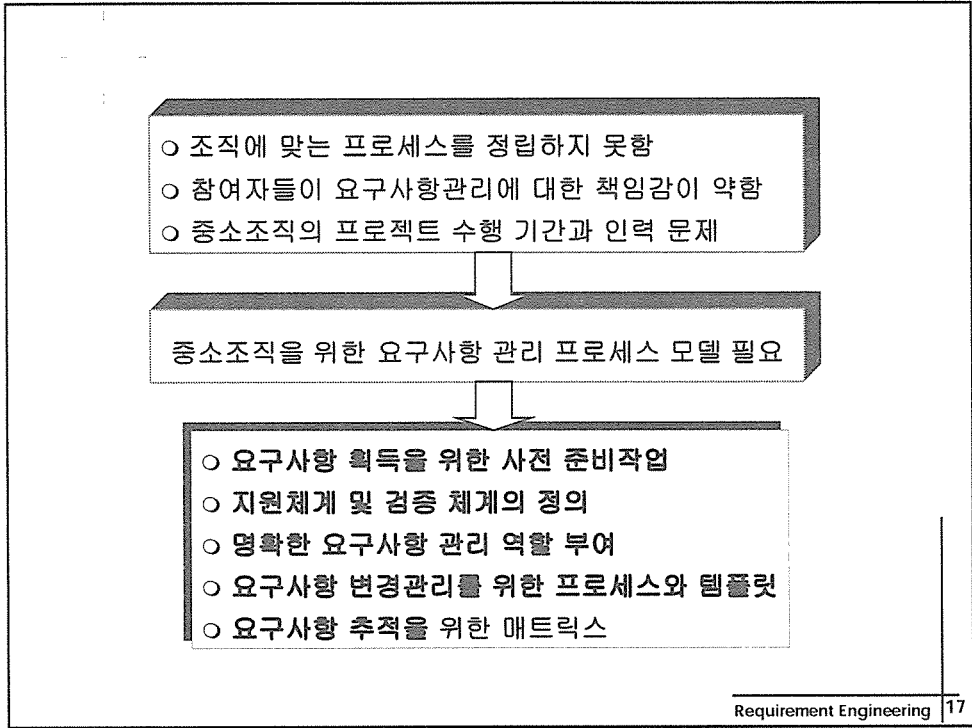 ○ 조직에 맞는 프로세스를 정립하지 못함
○ 참여자들이 요구사항관리에 대한 책임감이 약함
○ 중소조직의 프로젝트 수행 기간과 인력 문제
중소조직을 위한 요구사항 관리 프로세스 모델 필요
○ 요구사항 획득을 위한 사전 준비작업
○ 지원체계 및 검증 체계의 정의
○ 명확한 요구사항 관리 역할 부여
○ 요구사항 변경관리를 위한 프로세스와 템플릿
○ 요구사항 추적을 위한 매트릭스
Requirement Engineering 17